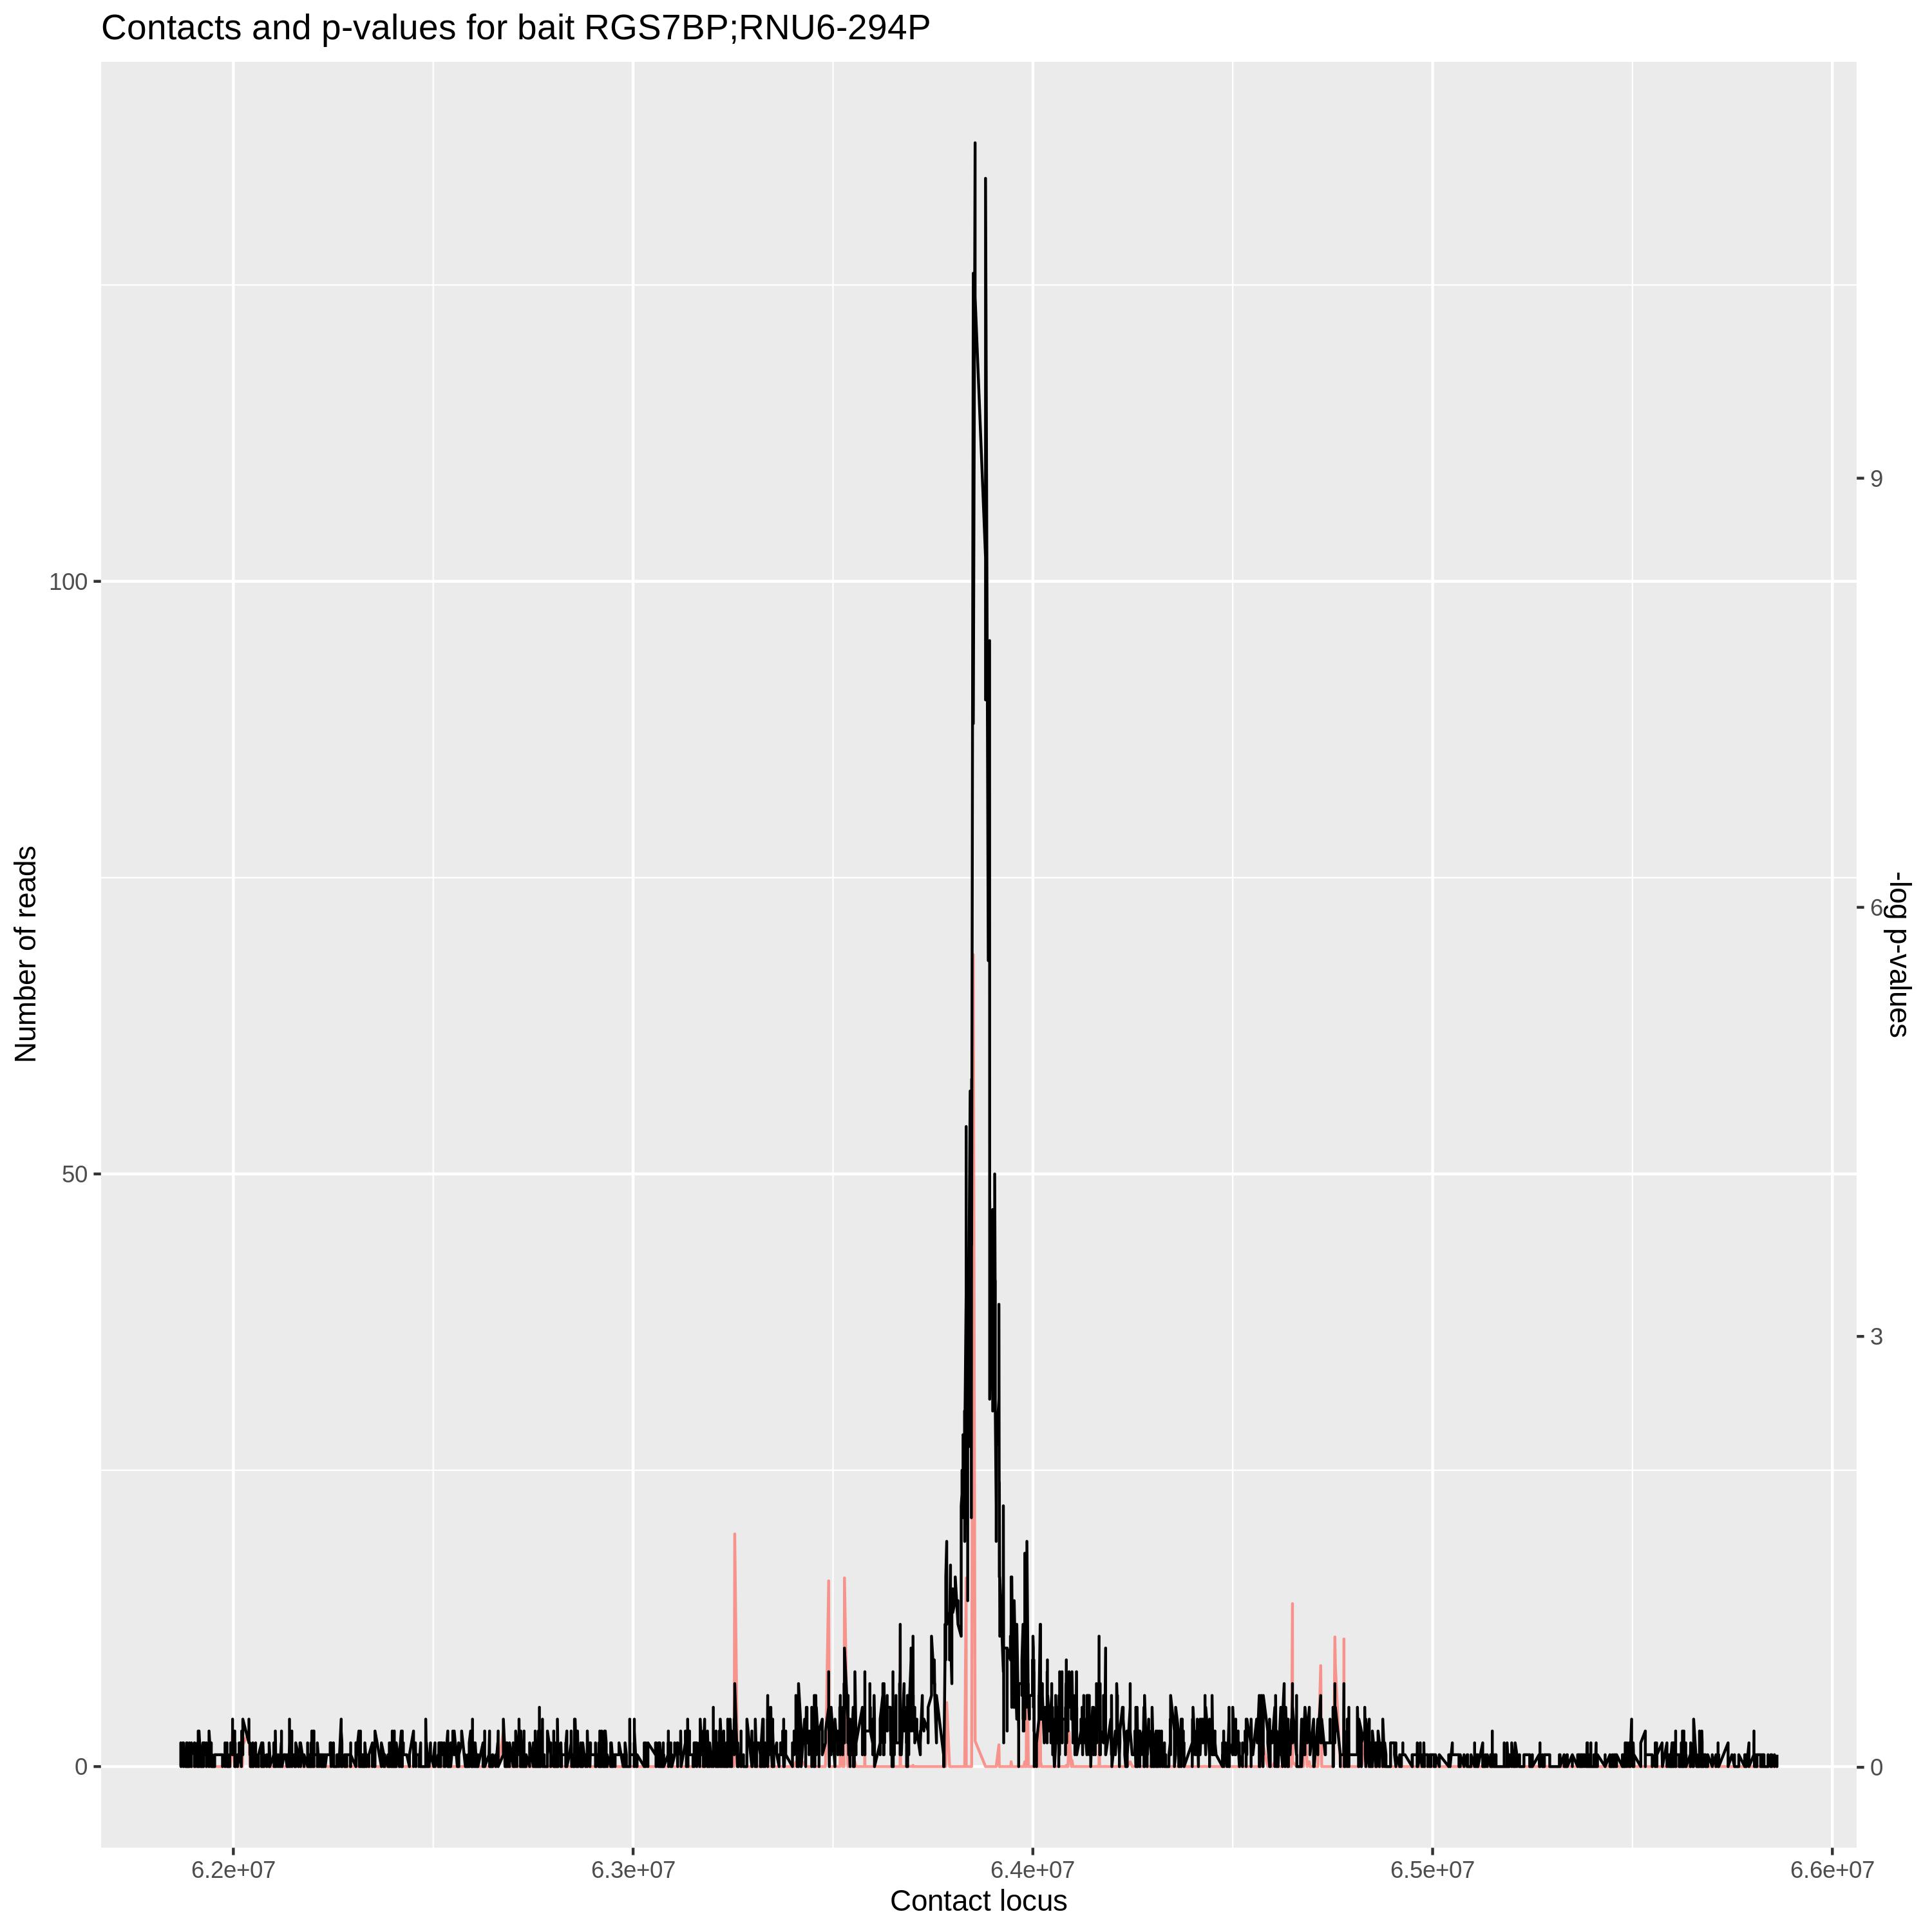 Contacts and p-values for bait RGS7BP;RNU6-294P
Number of reads
100
50
0
9
6
3
0
-log p-values
6.2e+07 6.3e+07 6.4e+07 6.5e+07 6.6e+07
Contact locus